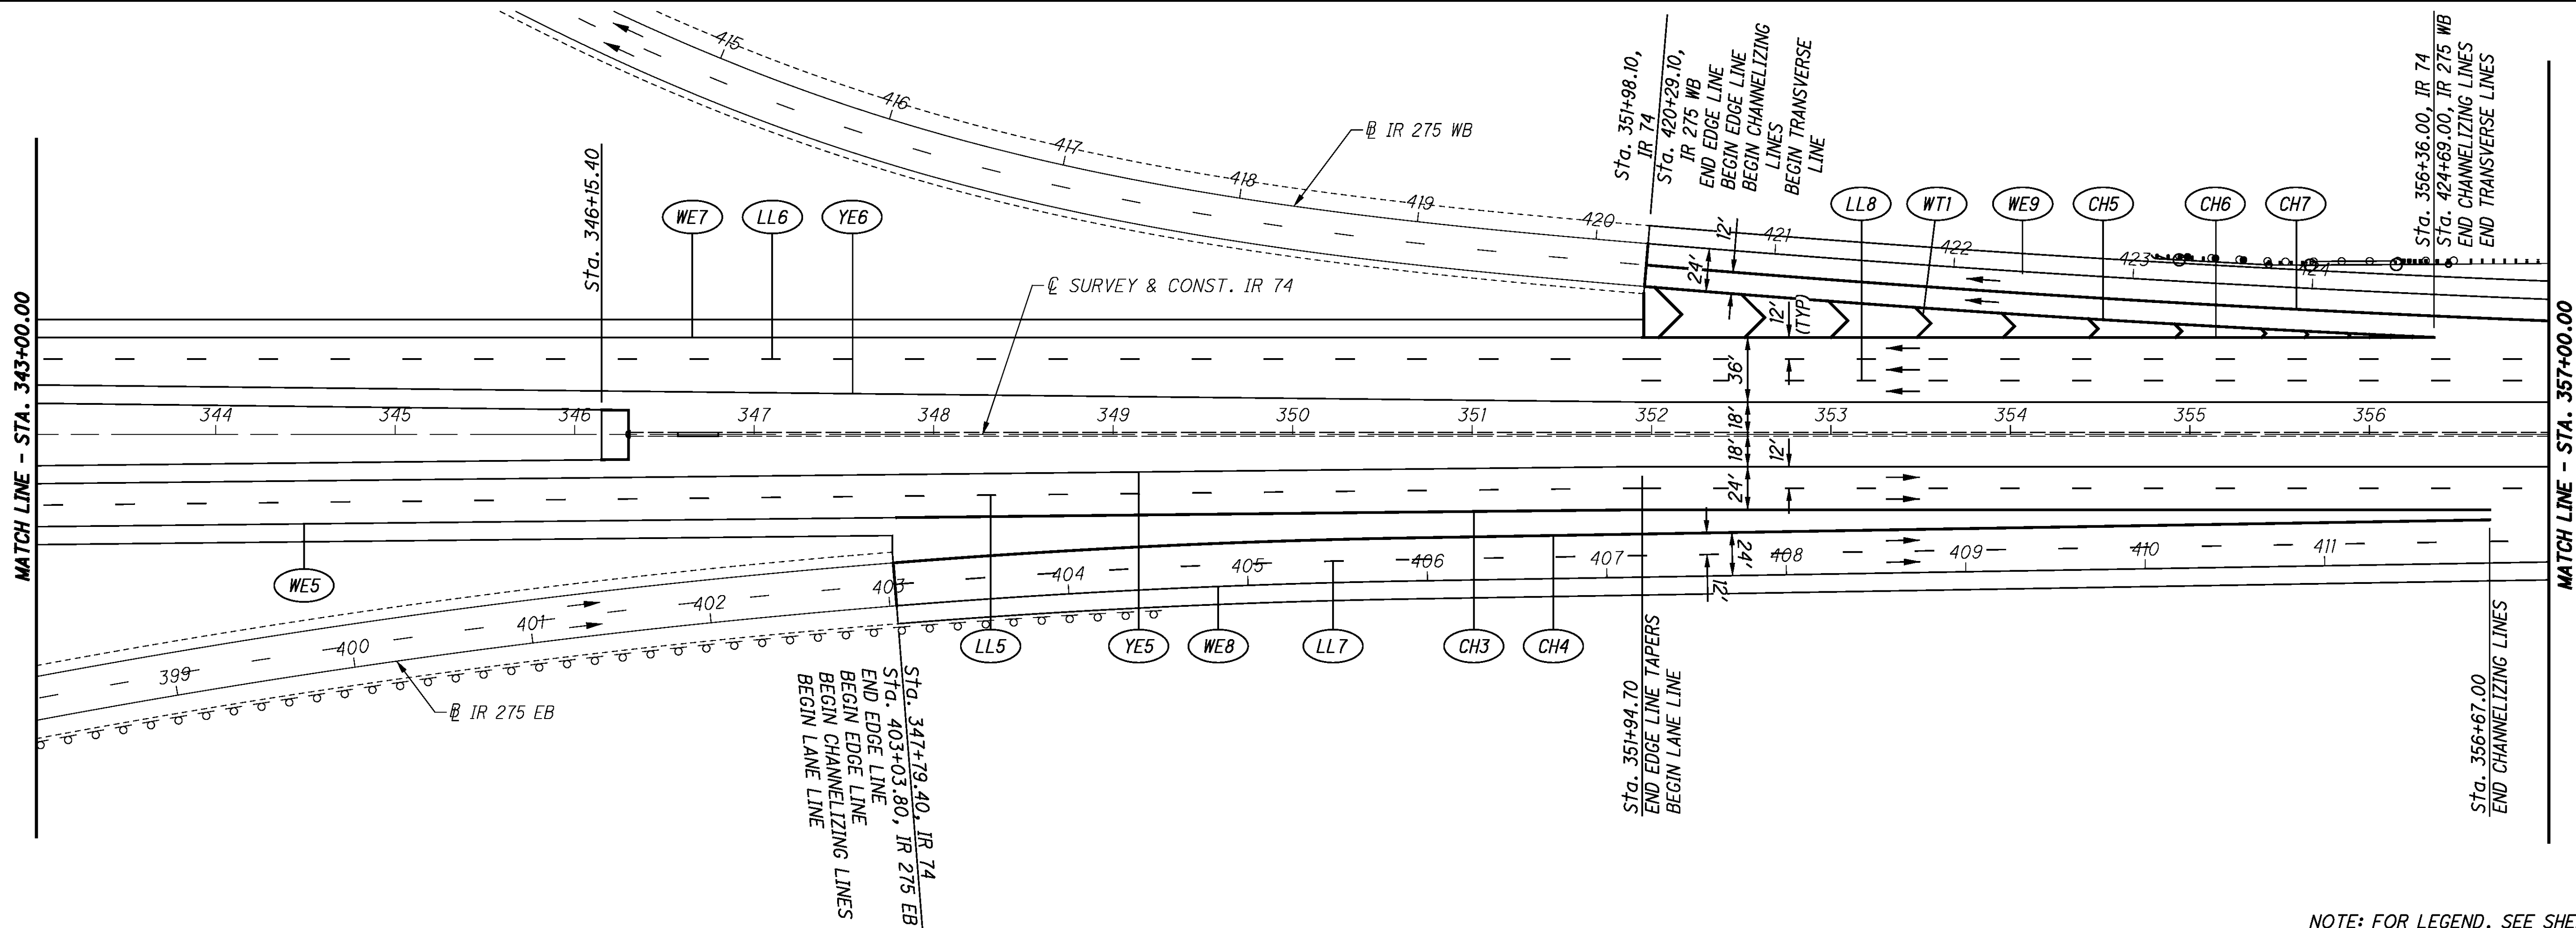 415
416
417
418
419
420
℄ IR 275 WB
Sta. 351+98.10,
IR 74
Sta. 420+29.10,
IR 275 WB
END EDGE LINE
BEGIN EDGE LINE
BEGIN CHANNELIZING
LINES
BEGIN TRANSVERSE
LINE
Sta. 356+36.00, IR 74
Sta. 424+69.00, IR 275 WB
END CHANNELIZING LINES
END TRANSVERSE LINES
Sta. 346+15.40
WE7
LL6
YE6
LL8
WT1
WE9
CH5
CH6
CH7
12'
24'
421
422
423
424
℄ SURVEY & CONST. IR 74
12'
(TYP)
36'
MATCH LINE - STA. 343+00.00
MATCH LINE - STA. 357+00.00
344
345
346
347
348
349
350
351
352
353
354
355
356
18'
18'
12'
24'
WE5
24'
12'
399
400
401
402
403
404
405
406
407
408
409
410
411
LL5
YE5
WE8
LL7
CH3
CH4
℄ IR 275 EB
Sta. 347+79.40, IR 74
Sta. 403+03.80, IR 275 EB
END EDGE LINE
BEGIN EDGE LINE
BEGIN CHANNELIZING LINES
BEGIN LANE LINE
Sta. 351+94.70
END EDGE LINE TAPERS
BEGIN LANE LINE
Sta. 356+67.00
END CHANNELIZING LINES
NOTE: FOR LEGEND, SEE SHE